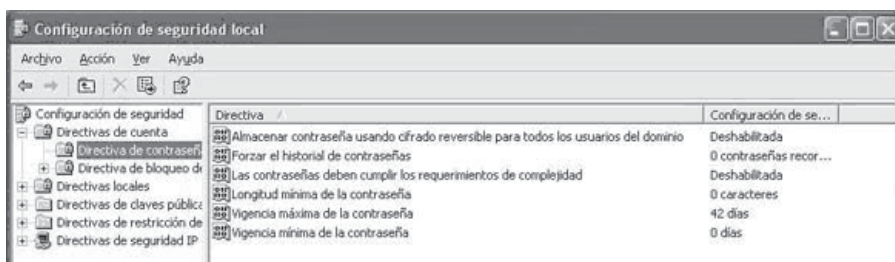 Configuración de seguridad local
Archivo Acción Ver Ayuda
Configuración de seguridad
Directivas de cuenta
Directiva de contraseñ
Directiva de bloqueo de
Directivas locales
Directivas de claves pública
Directivas de restricción de
Directivas de seguridad IP
Directiva Configuración de se...
Almacenar contraseña usando cifrado reversible para todos los usuarios del dominio Deshabilitada
Forzar el historial de contraseñas 0 contraseñas recor...
Las contraseñas deben cumplir los requerimientos de complejidad Deshabilitada
Longitud mínima de la contraseña 0 caracteres
Vigencia máxima de la contraseña 42 días
Vigencia mínima de la contraseña 0 días